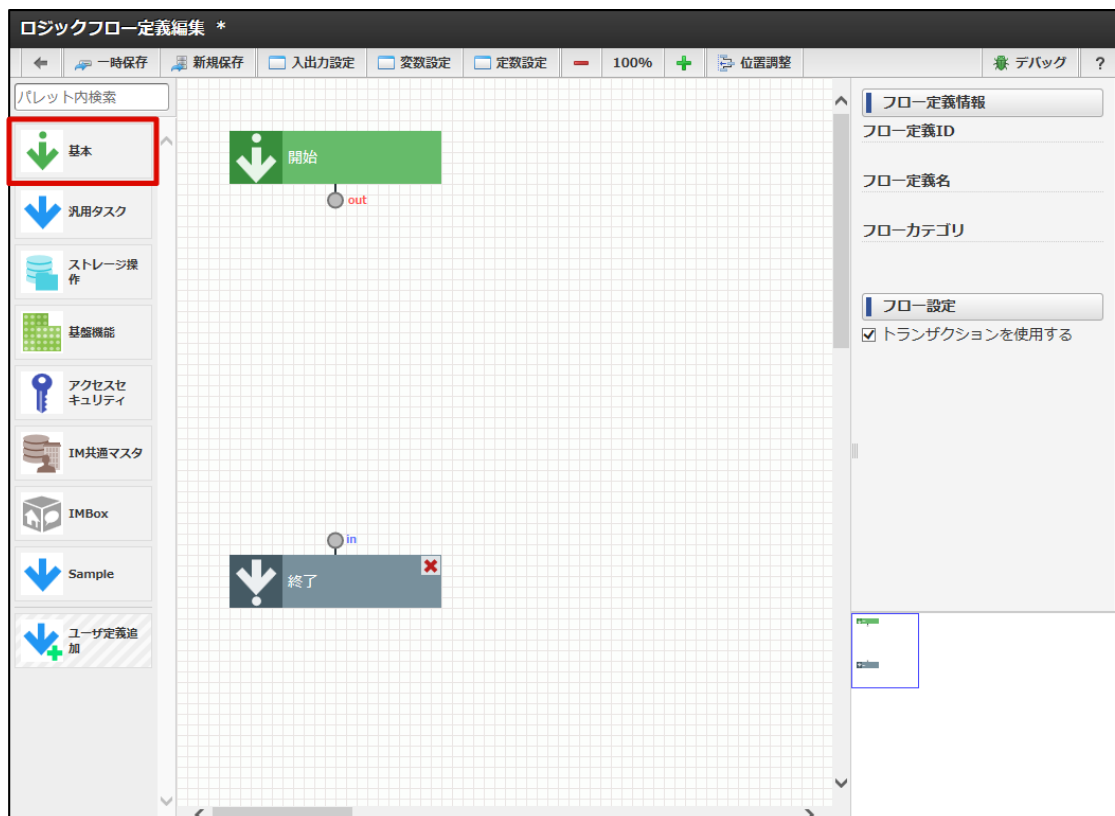 ロジックフロー定義編集 *
一時保存 新規保存 入出力設定 変数設定 定数設定 100% 位置調整 デバッグ ?
パレット内検索
基本
汎用タスク
ストレージ操
作
基盤機能
アクセスセ
キュリティ
IM共通マスタ
IMBox
Sample
ユーザ定義追
加
開始
out
in
終了
フロー定義情報
フロー定義ID
フロー定義名
フローカテゴリ
フロー設定
トランザクションを使用する